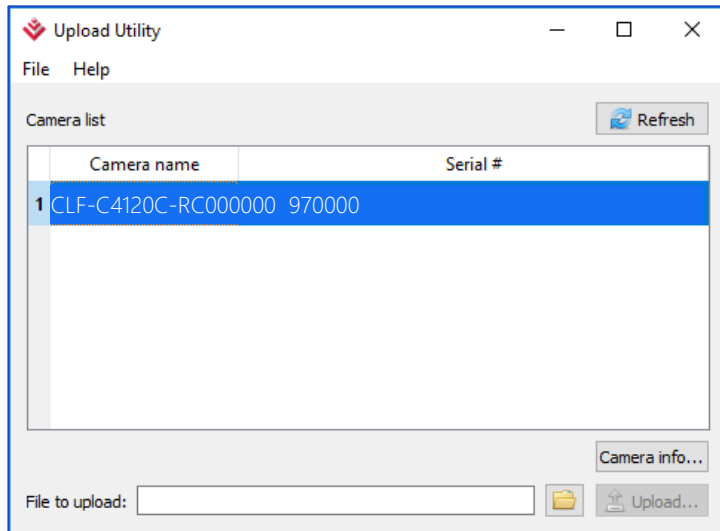 Upload Utility
File Help
Camera list
Refresh
Camera name Serial #
1 CLF-C4120C-RC000000 970000
Camera info...
File to upload:
Upload...